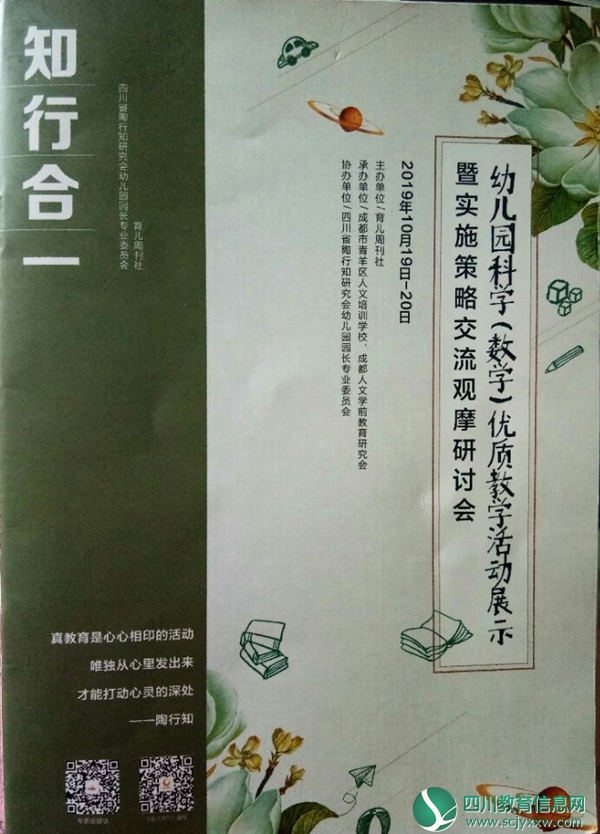 知行合一
四川省陶行知研究会幼儿园园长专业委员会
育儿周刊社
幼儿园科学(数学)优质教学活动展示
暨实施策略交流观摩研讨会
2019年10月19日-20日
主办单位/育儿周刊社
承办单位/成都市青羊区人文培训学校、成都人文学前教育研究会
协办单位/四川省陶行知研究会幼儿园园长专业委员会
真教育是心心相印的活动
唯独从心里发出来
才能打动心灵的深处
——陶行知
四川教育信息网
www.scjyxxw.com